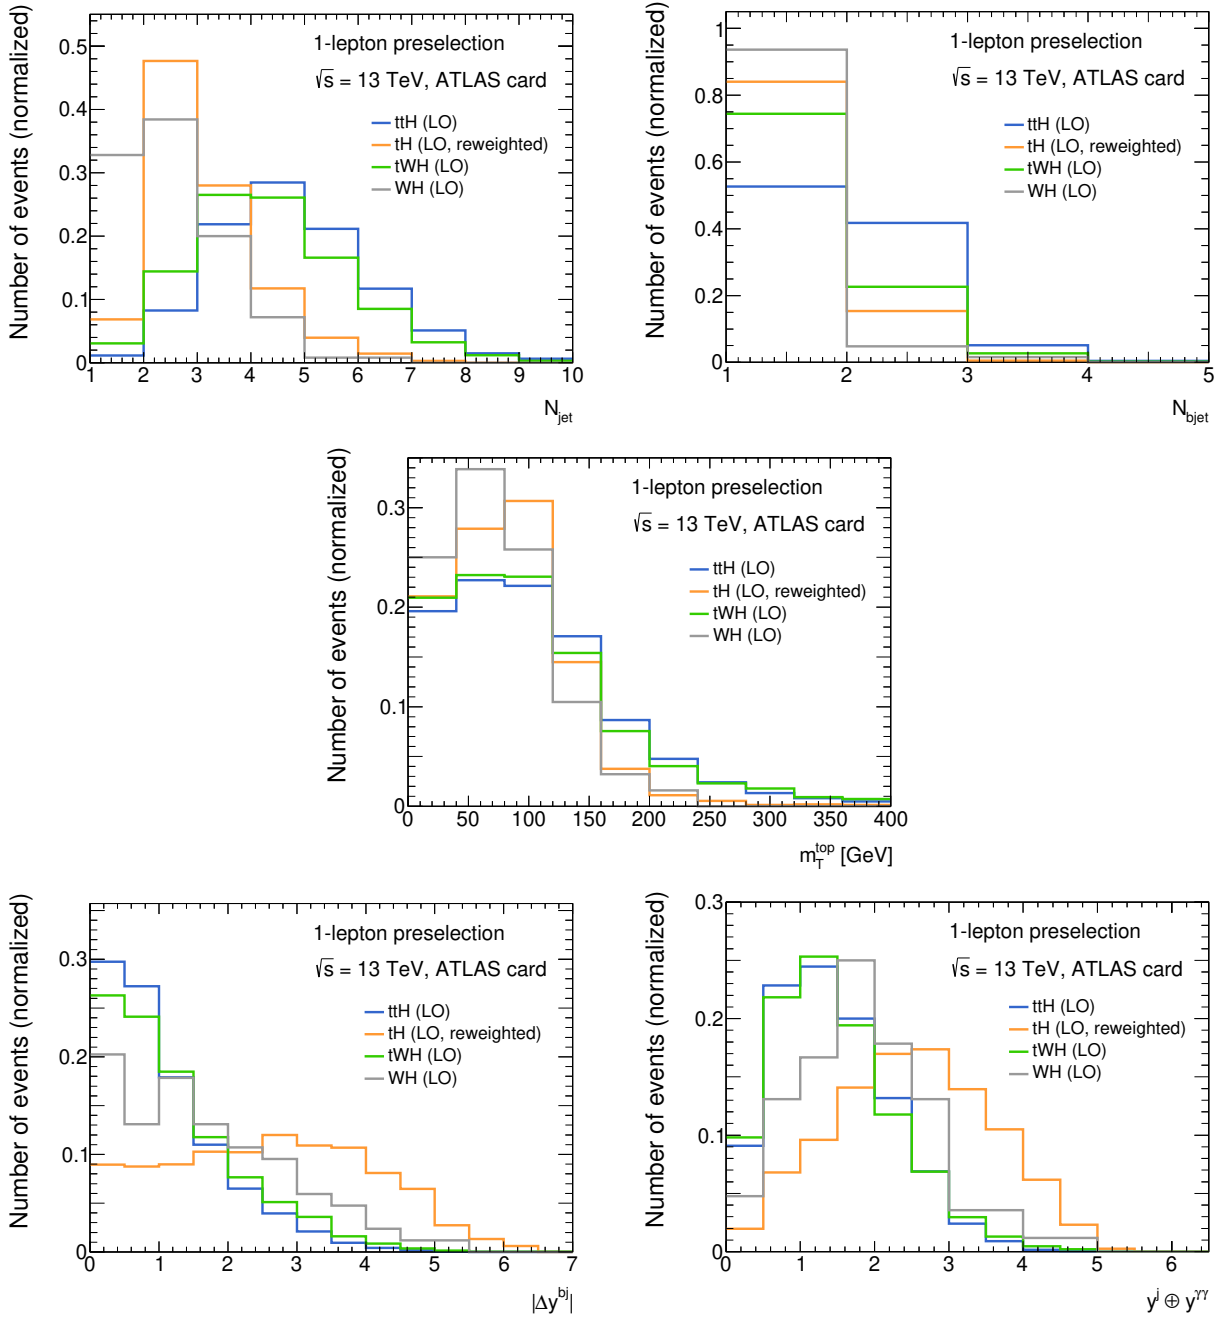 Number of events (normalized)
1-lepton preselection
√s = 13 TeV, ATLAS card
ttH (LO)
tH (LO, reweighted)
tWH (LO)
WH (LO)
0.5
0.4
0.3
0.2
0.1
0
1 2 3 4 5 6 7 8 9 10
N_jet
Number of events (normalized)
1-lepton preselection
√s = 13 TeV, ATLAS card
ttH (LO)
tH (LO, reweighted)
tWH (LO)
WH (LO)
1
0.8
0.6
0.4
0.2
0
1 2 3 4 5
N_bjet
Number of events (normalized)
1-lepton preselection
√s = 13 TeV, ATLAS card
ttH (LO)
tH (LO, reweighted)
tWH (LO)
WH (LO)
0.3
0.2
0.1
0
0 50 100 150 200 250 300 350 400
m_T^top [GeV]
Number of events (normalized)
1-lepton preselection
√s = 13 TeV, ATLAS card
ttH (LO)
tH (LO, reweighted)
tWH (LO)
WH (LO)
0.3
0.2
0.1
0
0 1 2 3 4 5 6 7
|Δy^bj|
Number of events (normalized)
1-lepton preselection
√s = 13 TeV, ATLAS card
ttH (LO)
tH (LO, reweighted)
tWH (LO)
WH (LO)
0.3
0.2
0.1
0
0 1 2 3 4 5 6
y^j ⊕ y^γγ